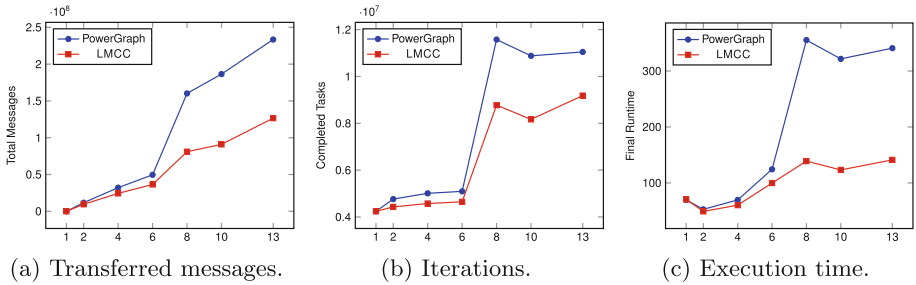 ·10⁸
2.5
2
1.5
1
0.5
0
Total Messages
PowerGraph
LMCC
1 2 4 6 8 10 13
(a) Transferred messages.
·10⁷
1.2
1
0.8
0.6
0.4
Completed Tasks
PowerGraph
LMCC
1 2 4 6 8 10 13
(b) Iterations.
300
200
100
Final Runtime
PowerGraph
LMCC
1 2 4 6 8 10 13
(c) Execution time.